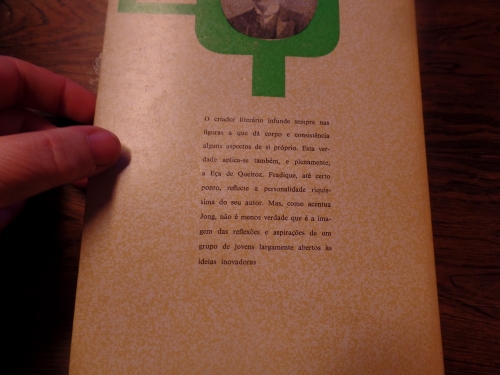 O criador literário infunde sempre nas
figuras a que dá corpo e consistência
alguns aspectos de si próprio. Esta ver-
dade aplica-se também, e plenamente,
a Eça de Queiroz. Fradique, até certo
ponto, reflecte a personalidade riquís-
sima do seu autor. Mas, como acentua
Jong, não é menos verdade que é a ima-
gem das reflexões e aspirações de um
grupo de jovens largamente abertos às
ideias inovadoras